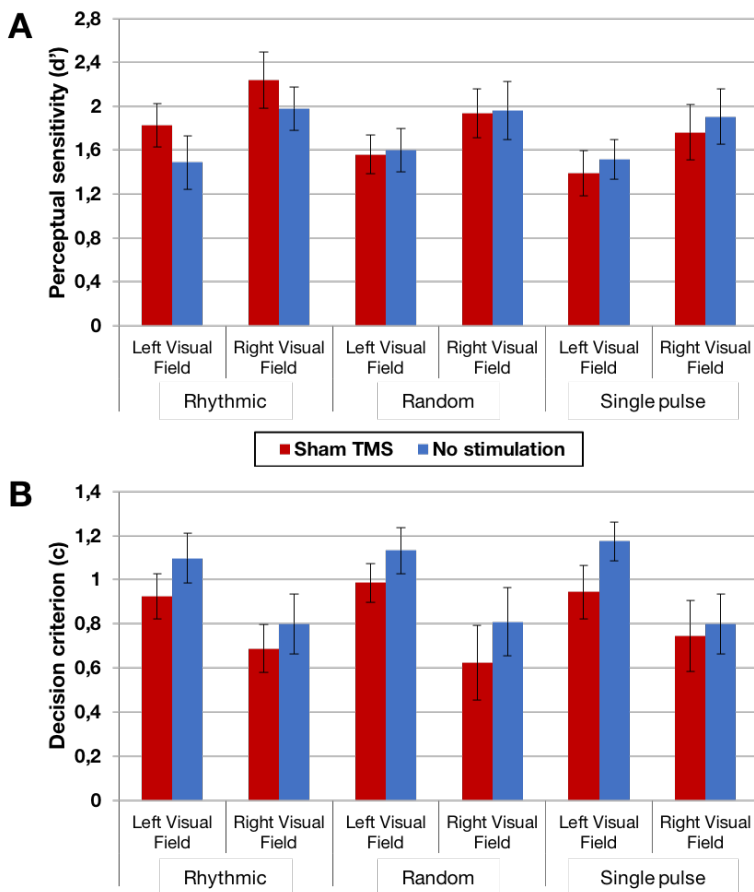 A
Perceptual sensitivity (d’)
2,8
2,4
2
1,6
1,2
0,8
0,4
0
Left Visual Field
Right Visual Field
Left Visual Field
Right Visual Field
Left Visual Field
Right Visual Field
Rhythmic
Random
Single pulse
Sham TMS
No stimulation
B
Decision criterion (c)
1,4
1,2
1
0,8
0,6
0,4
0,2
0
Left Visual Field
Right Visual Field
Left Visual Field
Right Visual Field
Left Visual Field
Right Visual Field
Rhythmic
Random
Single pulse